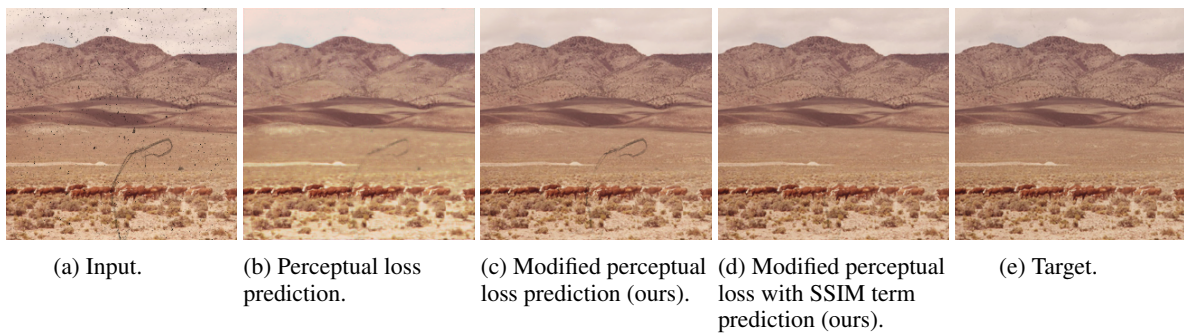 (a) Input.
(b) Perceptual loss
prediction.
(c) Modified perceptual
loss prediction (ours).
(d) Modified perceptual
loss with SSIM term
prediction (ours).
(e) Target.